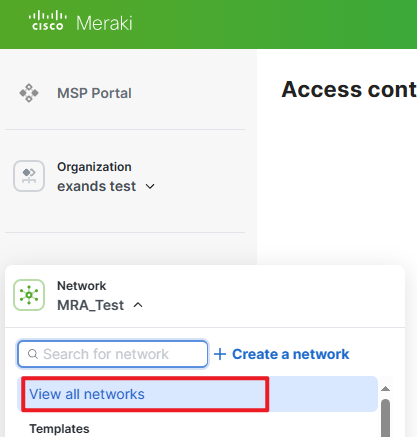 cisco Meraki
MSP Portal
Access cont
Organization
exands test
Network
MRA_Test
Search for network
+ Create a network
View all networks
Templates